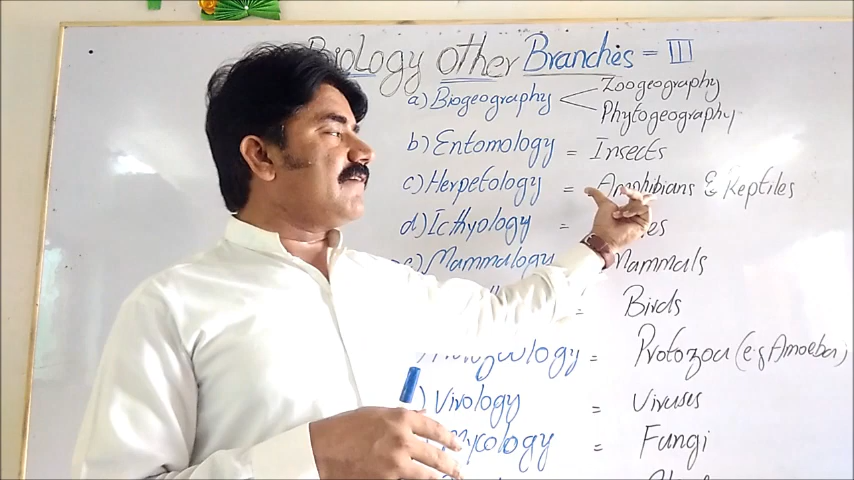 Biology other Branches = III
a) Biogeography < Zoogeography
Phytogeography
b) Entomology = Insects
c) Herpetology = Amphibians & Reptiles
d) Icthyology =
e) Mammalogy Mammals
= Birds
= Protozoa (e.g Amoeba)
) Virology = Viruses
) Mycology = Fungi